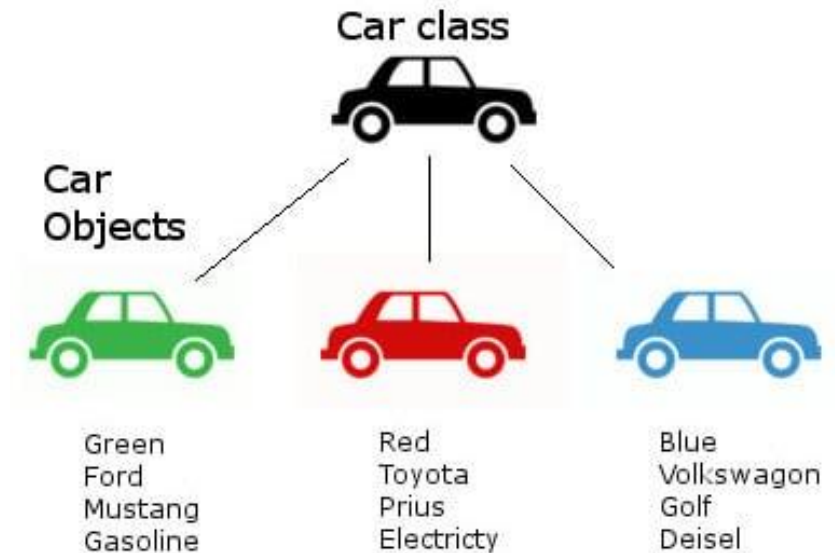 Car class
Car
Objects
Green
Ford
Mustang
Gasoline
Red
Toyota
Prius
Electricty
Blue
Volkswagon
Golf
Deisel